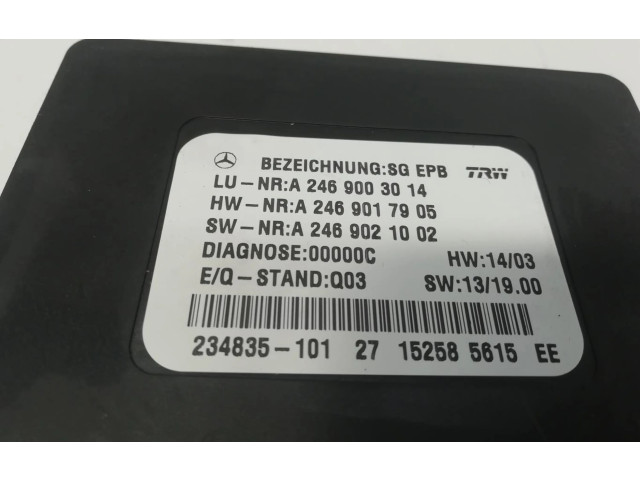 BEZEICHNUNG:SG EPB TRW
LU-NR:A 246 900 30 14
HW-NR:A 246 901 79 05
SW-NR:A 246 902 10 02
DIAGNOSE:00000C HW:14/03
E/Q-STAND:Q03 SW:13/19.00
234835-101 27 15258 5615 EE